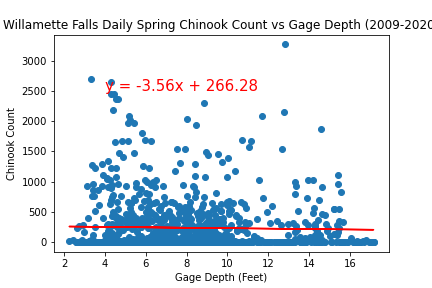 Willamette Falls Daily Spring Chinook Count vs Gage Depth (2009-2020
y = -3.56x + 266.28
Chinook Count
3000
2500
2000
1500
1000
500
0
2 4 6 8 10 12 14 16
Gage Depth (Feet)